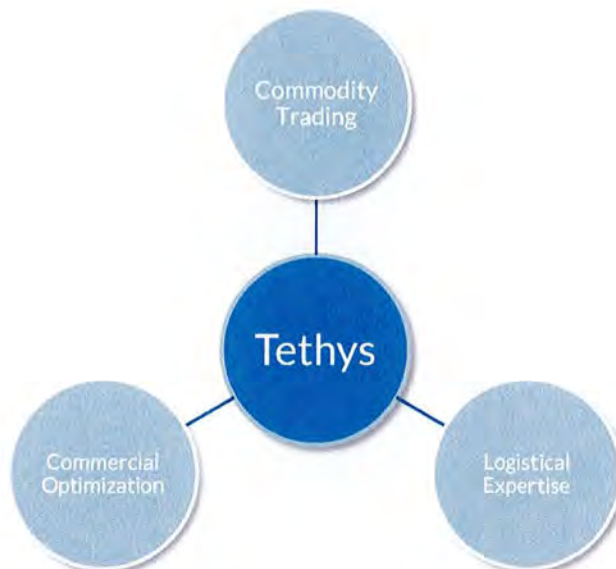 Commodity
Trading
Tethys
Commercial
Optimization
Logistical
Expertise